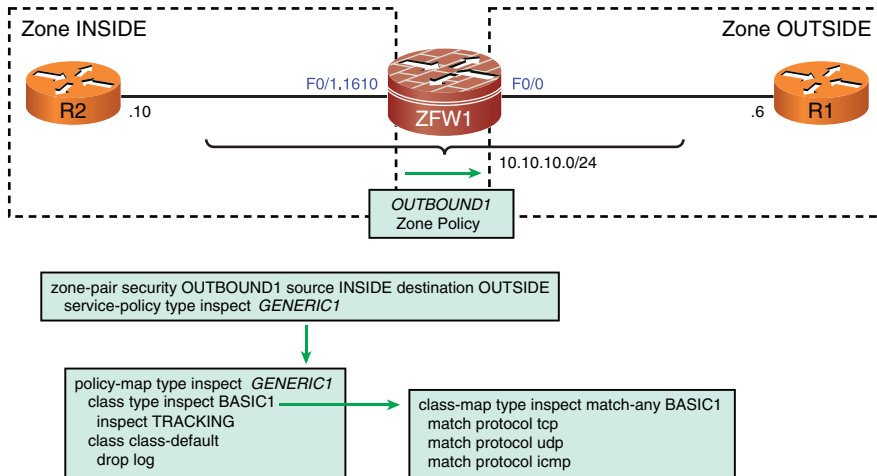 Zone INSIDE
Zone OUTSIDE
F0/1.1610
F0/0
R2
.10
ZFW1
.6
R1
10.10.10.0/24
OUTBOUND1
Zone Policy
zone-pair security OUTBOUND1 source INSIDE destination OUTSIDE
service-policy type inspect GENERIC1
policy-map type inspect GENERIC1
class type inspect BASIC1
inspect TRACKING
class class-default
drop log
class-map type inspect match-any BASIC1
match protocol tcp
match protocol udp
match protocol icmp